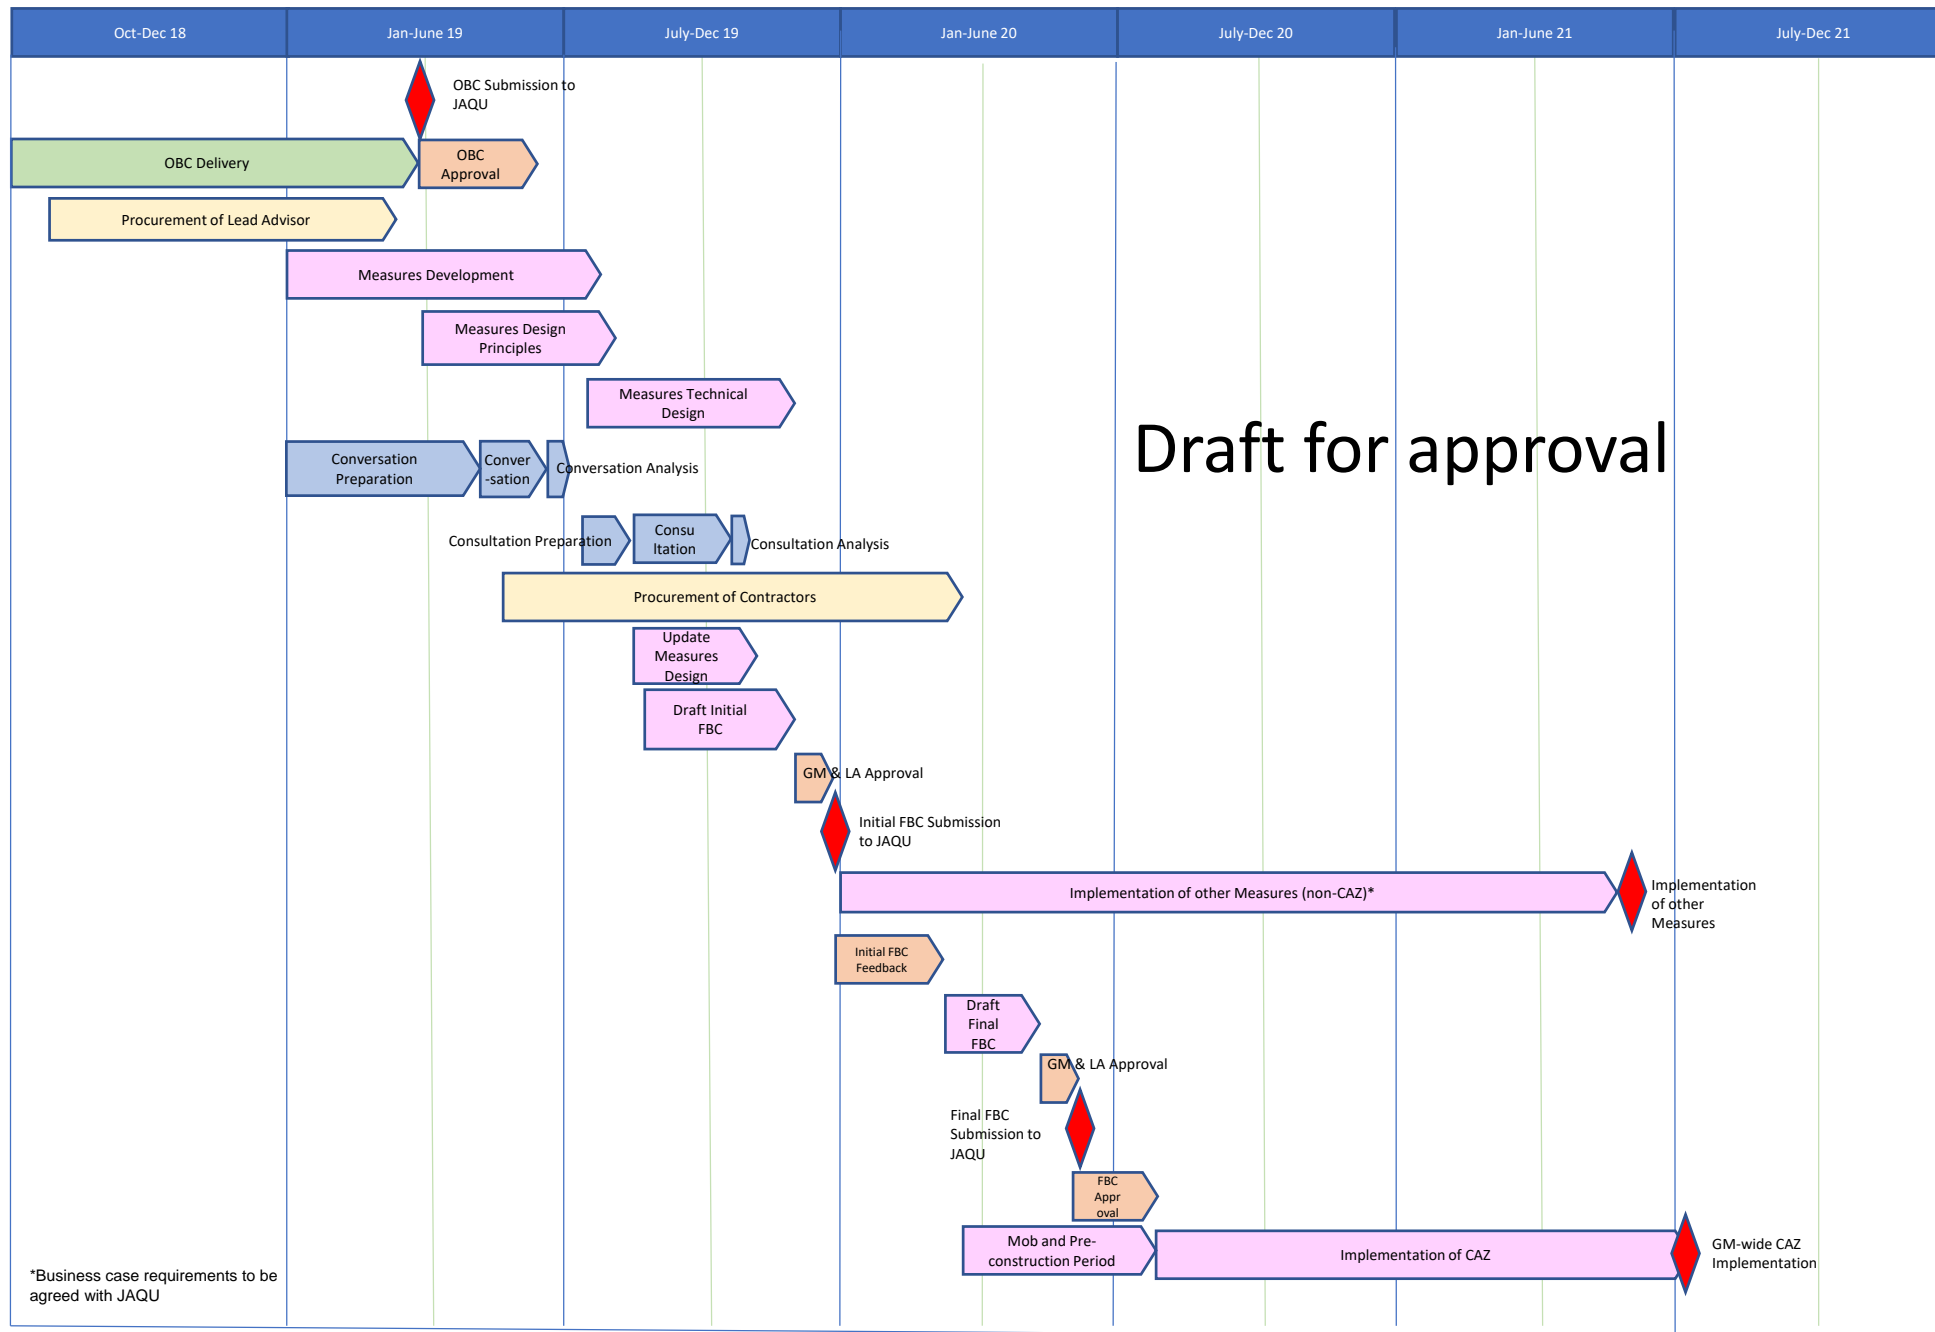 Oct-Dec 18
Jan-June 19
July-Dec 19
Jan-June 20
July-Dec 20
Jan-June 21
July-Dec 21
OBC Submission to
JAQU
OBC Delivery
OBC
Approval
Procurement of Lead Advisor
Measures Development
Measures Design
Principles
Measures Technical
Design
Draft for approval
Conversation
Preparation
Conver
-sation
Conversation Analysis
Consultation Preparation
Consu
ltation
Consultation Analysis
Procurement of Contractors
Update
Measures
Design
Draft Initial
FBC
GM & LA Approval
Initial FBC Submission
to JAQU
Implementation of other Measures (non-CAZ)*
Implementation
of other
Measures
Initial FBC
Feedback
Draft
Final
FBC
GM & LA Approval
Final FBC
Submission to
JAQU
FBC
Appr
oval
Mob and Pre-
construction Period
Implementation of CAZ
GM-wide CAZ
Implementation
*Business case requirements to be
agreed with JAQU